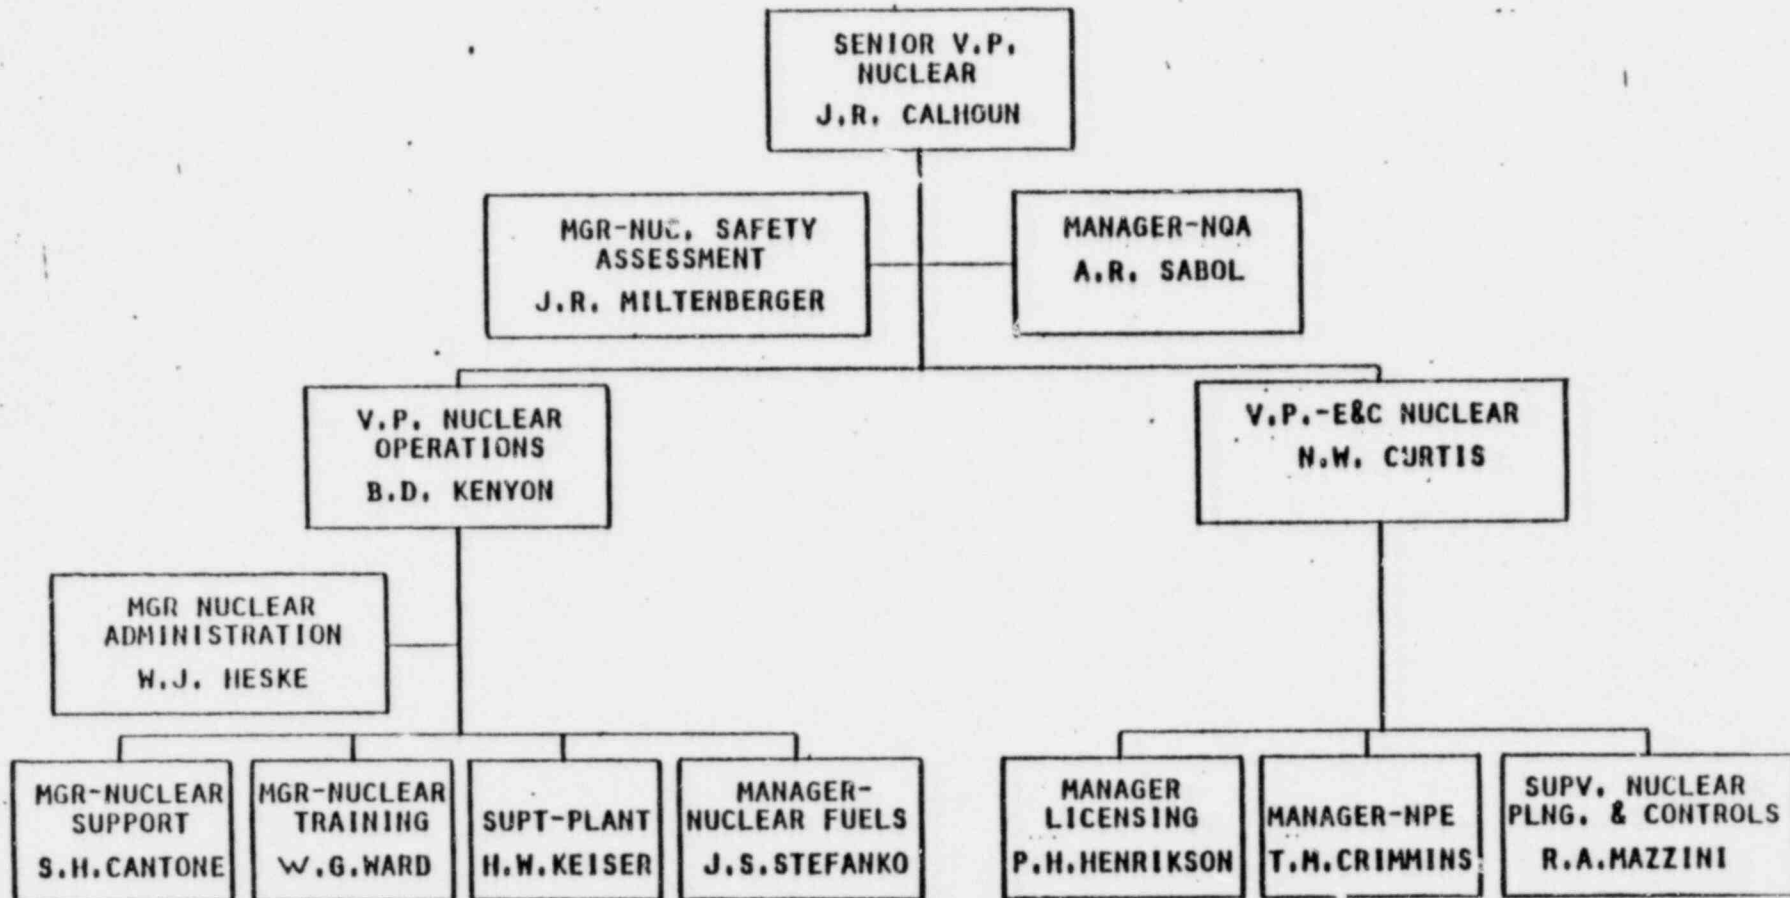 SENIOR V.P.
NUCLEAR
J.R. CALHOUN
MGR-NUC. SAFETY
ASSESSMENT
J.R. MILTENBERGER
MANAGER-NQA
A.R. SABOL
V.P. NUCLEAR
OPERATIONS
B.D. KENYON
V.P.-E&C NUCLEAR
N.W. CURTIS
MGR NUCLEAR
ADMINISTRATION
W.J. HESKE
MGR-NUCLEAR
SUPPORT
S.H.CANTONE
MGR-NUCLEAR
TRAINING
W.G.WARD
SUPT-PLANT
H.W.KEISER
MANAGER-
NUCLEAR FUELS
J.S.STEFANKO
MANAGER
LICENSING
P.H.HENRIKSON
MANAGER-NPE
T.M.CRIMMINS
SUPV. NUCLEAR
PLNG. & CONTROLS
R.A.MAZZINI